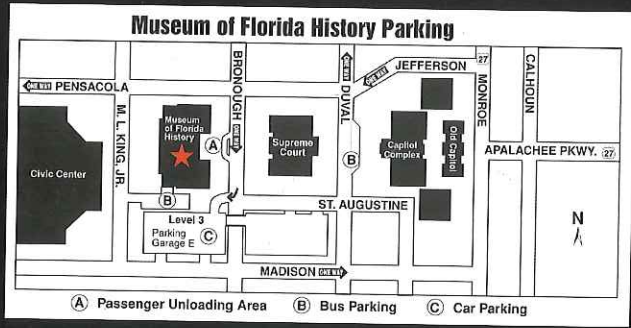 Museum of Florida History Parking
ONE WAY PENSACOLA
M. L. KING, JR.
BRONOUGH
ONE WAY
ONE WAY
DUVAL
ONE WAY
JEFFERSON
27
MONROE
CALHOUN
Civic Center
Museum
of Florida
History
A
Supreme
Court
B
Capitol
Complex
Old Capitol
APALACHEE PKWY. 27
B
ST. AUGUSTINE
Level 3
Parking
Garage E
C
N
MADISON ONE WAY
A Passenger Unloading Area B Bus Parking C Car Parking